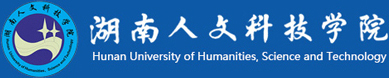 湖南人文科技学院
Hunan University of Humanities, Science and Technology